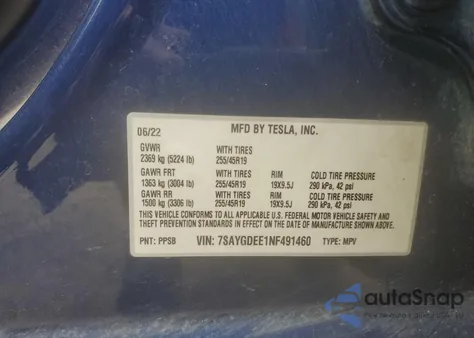 06/22 MFD BY TESLA, INC.
GVWR WITH TIRES
2369 kg (5224 lb) 255/45R19
GAWR FRT WITH TIRES COLD TIRE PRESSURE
1363 kg (3004 lb) 255/45R19 19X9.5J 290 kPa, 42 psi
GAWR RR WITH TIRES COLD TIRE PRESSURE
1500 kg (3306 lb) 255/45R19 19X9.5J 290 kPa, 42 psi
THIS VEHICLE CONFORMS TO ALL APPLICABLE U.S. FEDERAL MOTOR VEHICLE SAFETY AND
THEFT PREVENTION STANDARDS IN EFFECT ON THE DATE OF MANUFACTURE SHOWN ABOVE.
PNT: PPSB VIN: 7SAYGDEE1NF491460 TYPE: MPV
autoSnap